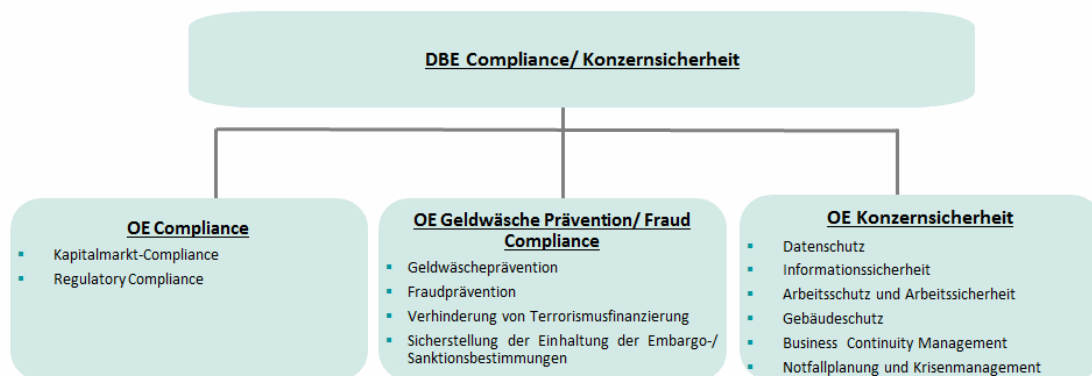 DBE Compliance/ Konzernsicherheit
OE Compliance
Kapitalmarkt-Compliance
Regulatory Compliance
OE Geldwäsche Prävention/ Fraud
Compliance
Geldwäscheprävention
Fraudprävention
Verhinderung von Terrorismusfinanzierung
Sicherstellung der Einhaltung der Embargo-/
Sanktionsbestimmungen
OE Konzernsicherheit
Datenschutz
Informationssicherheit
Arbeitsschutz und Arbeitssicherheit
Gebäudeschutz
Business Continuity Management
Notfallplanung und Krisenmanagement